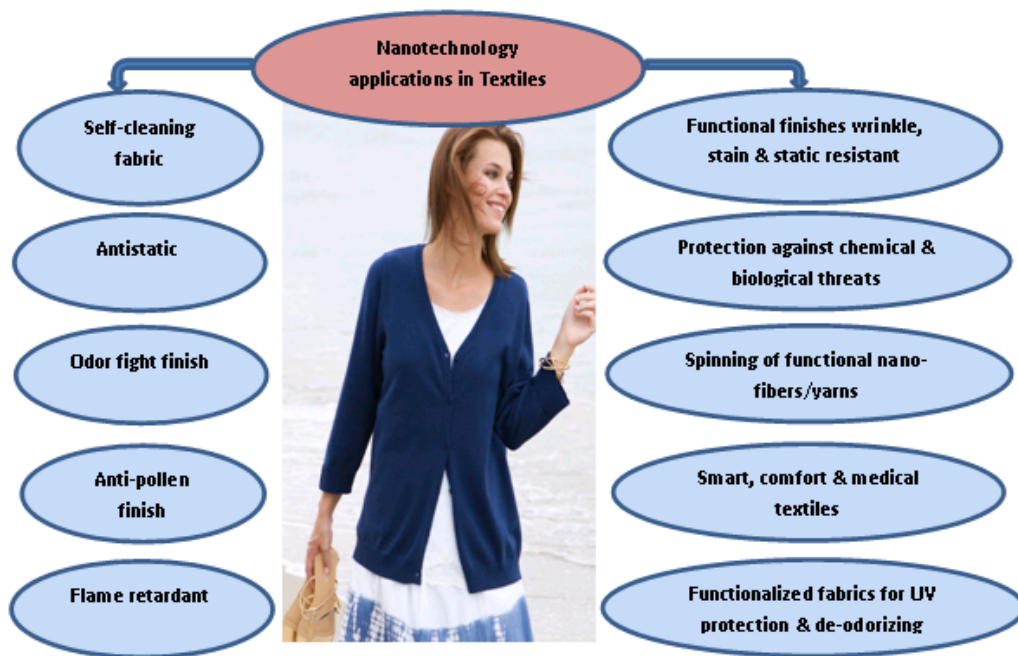 Nanotechnology
applications in Textiles
Self-cleaning
fabric
Antistatic
Odor fight finish
Anti-pollen
finish
Flame retardant
Functional finishes wrinkle,
stain & static resistant
Protection against chemical &
biological threats
Spinning of functional nano-
fibers/yarns
Smart, comfort & medical
textiles
Functionalized fabrics for UV
protection & de-odorizing